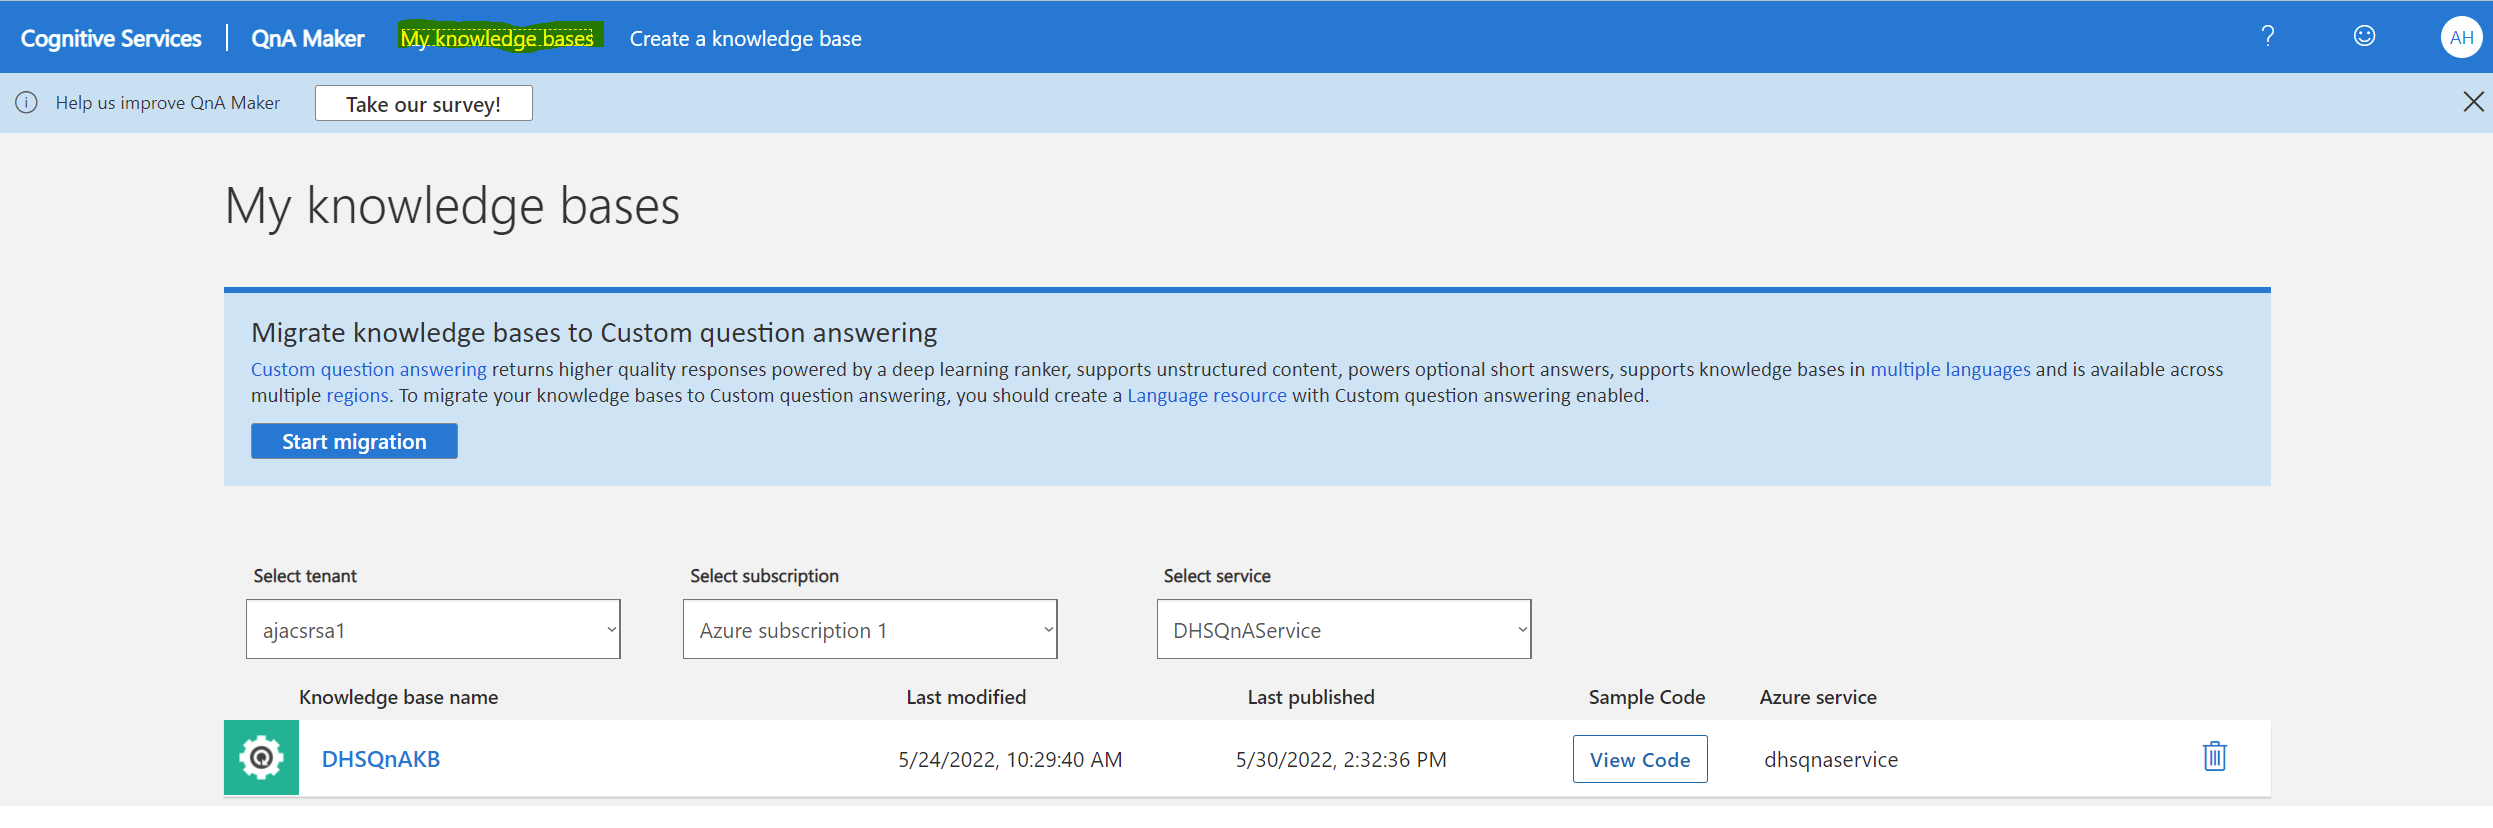 Cognitive Services | QnA Maker My knowledge bases Create a knowledge base ? AH
Help us improve QnA Maker Take our survey!
My knowledge bases
Migrate knowledge bases to Custom question answering
Custom question answering returns higher quality responses powered by a deep learning ranker, supports unstructured content, powers optional short answers, supports knowledge bases in multiple languages and is available across
multiple regions. To migrate your knowledge bases to Custom question answering, you should create a Language resource with Custom question answering enabled.
Start migration
Select tenant Select subscription Select service
ajacsrsa1 Azure subscription 1 DHSQnAService
Knowledge base name Last modified Last published Sample Code Azure service
DHSQnAKB 5/24/2022, 10:29:40 AM 5/30/2022, 2:32:36 PM View Code dhsqnaservice